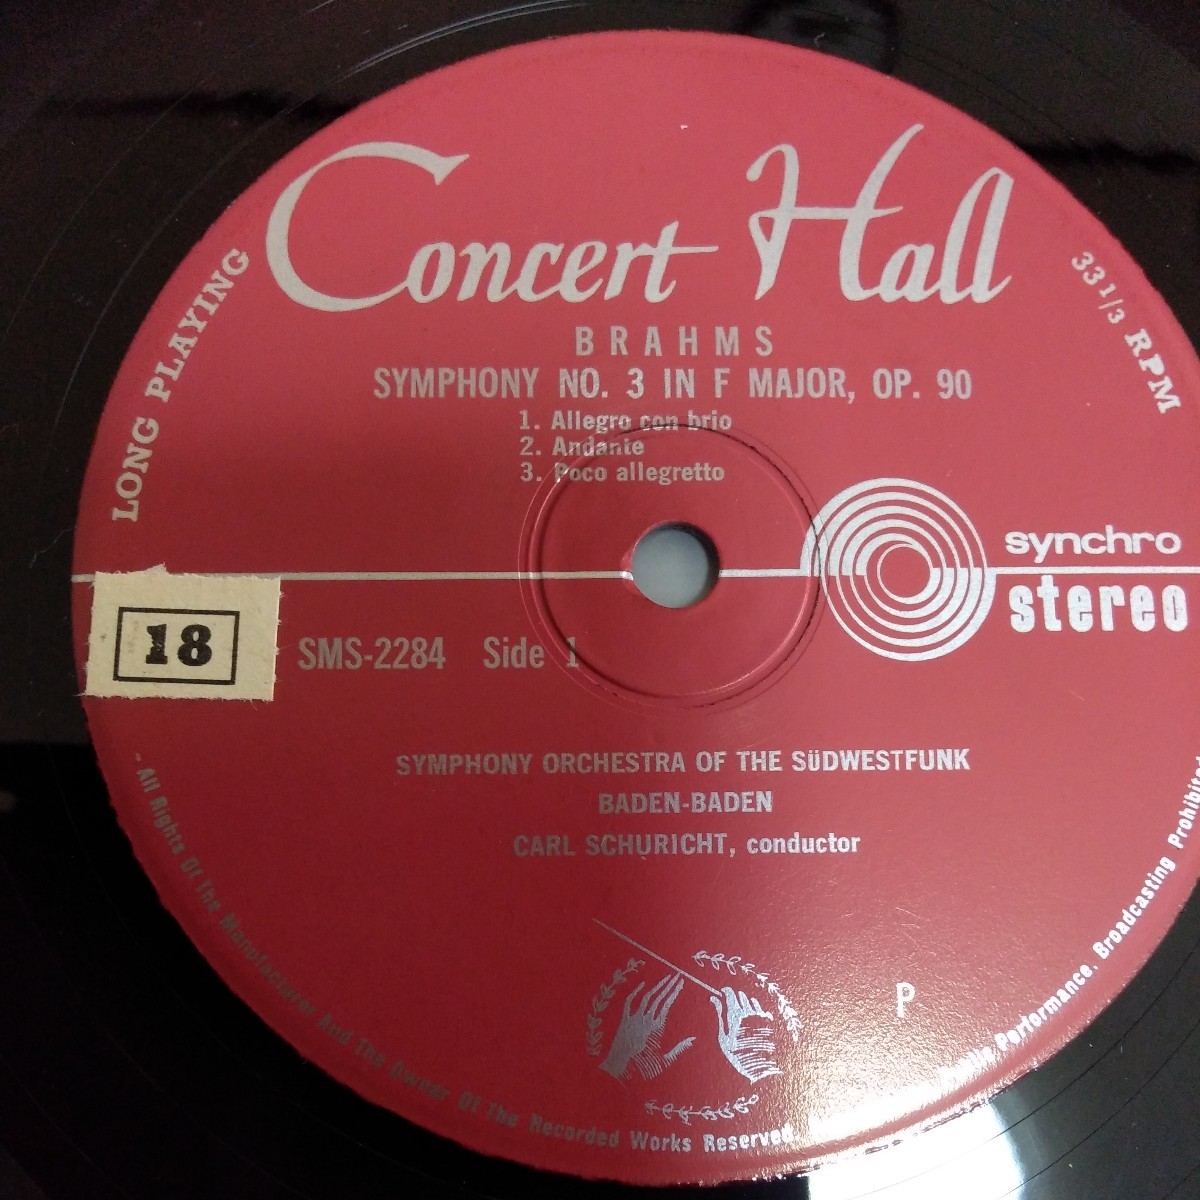 Concert Hall
LONG PLAYING
33 1/3 RPM
BRAHMS
SYMPHONY NO. 3 IN F MAJOR, OP. 90
1. Allegro con brio
2. Andante
3. Poco allegretto
synchro
stereo
18
SMS-2284 Side 1
SYMPHONY ORCHESTRA OF THE SÜDWESTFUNK
BADEN-BADEN
CARL SCHURICHT, conductor
P
- All Rights Of The Manufacturer And The Owner Of The Recorded Works Reserved.
Performance, Broadcasting Prohibited